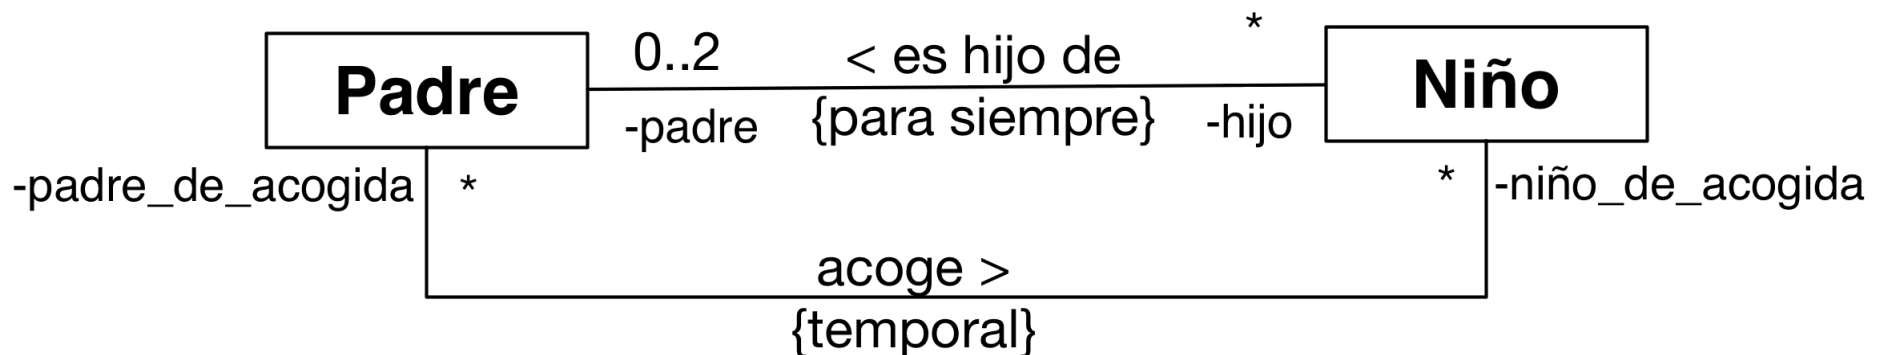 Padre
0..2
< es hijo de
*
Niño
-padre
{para siempre}
-hijo
-padre_de_acogida
*
*
-niño_de_acogida
acoge >
{temporal}